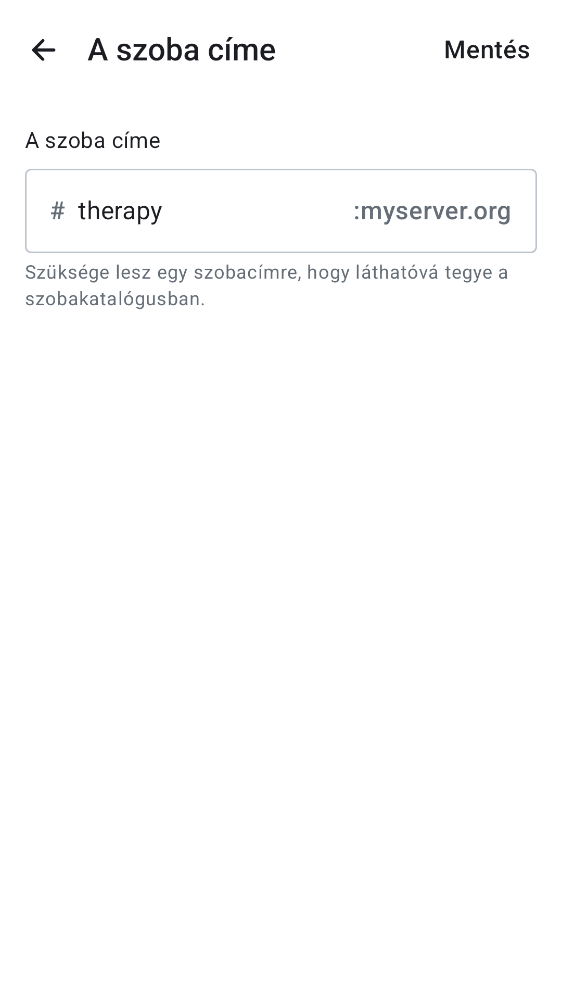 A szoba címe
Mentés
A szoba címe
# therapy :myserver.org
Szüksége lesz egy szobacímre, hogy láthatóvá tegye a
szobakatalógusban.